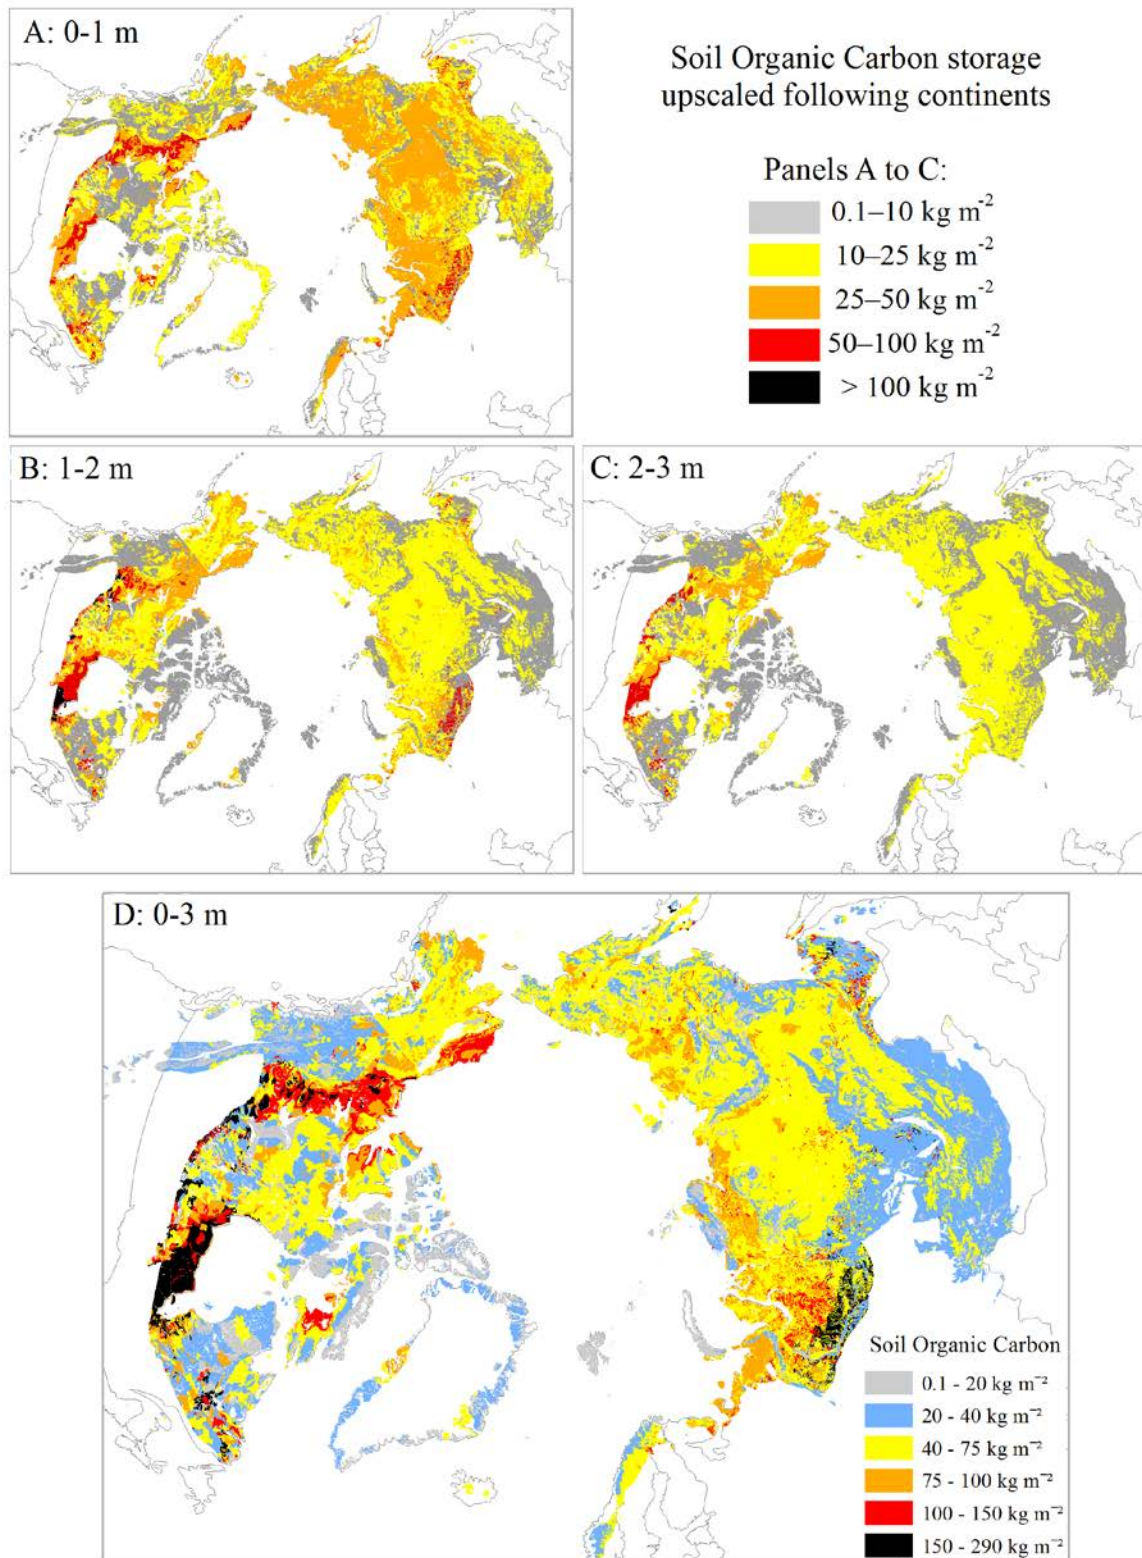 A: 0-1 m
Soil Organic Carbon storage
upscaled following continents
Panels A to C:
0.1–10 kg m⁻²
10–25 kg m⁻²
25–50 kg m⁻²
50–100 kg m⁻²
> 100 kg m⁻²
B: 1-2 m
C: 2-3 m
D: 0-3 m
Soil Organic Carbon
0.1 - 20 kg m⁻²
20 - 40 kg m⁻²
40 - 75 kg m⁻²
75 - 100 kg m⁻²
100 - 150 kg m⁻²
150 - 290 kg m⁻²